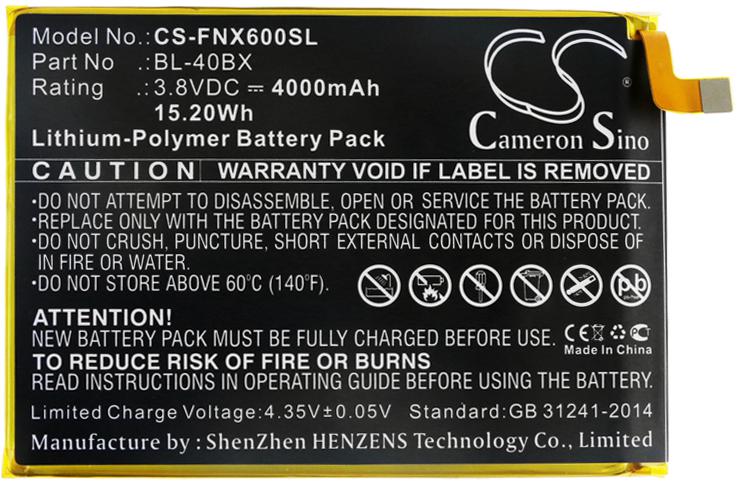 Model No.:CS-FNX600SL
Part No .:BL-40BX
Rating .:3.8VDC ⎓ 4000mAh
15.20Wh
Lithium-Polymer Battery Pack
CS
Cameron Sino
CAUTION WARRANTY VOID IF LABEL IS REMOVED
•DO NOT ATTEMPT TO DISASSEMBLE, OPEN OR SERVICE THE BATTERY PACK.
•REPLACE ONLY WITH THE BATTERY PACK DESIGNATED FOR THIS PRODUCT.
•DO NOT CRUSH, PUNCTURE, SHORT EXTERNAL CONTACTS OR DISPOSE OF
IN FIRE OR WATER.
•DO NOT STORE ABOVE 60°C (140°F).
Pb
ATTENTION!
NEW BATTERY PACK MUST BE FULLY CHARGED BEFORE USE.
TO REDUCE RISK OF FIRE OR BURNS
READ INSTRUCTIONS IN OPERATING GUIDE BEFORE USING THE BATTERY.
CE
Made In China
Limited Charge Voltage:4.35V±0.05V Standard:GB 31241-2014
Manufacture by : ShenZhen HENZENS Technology Co., Ltd.